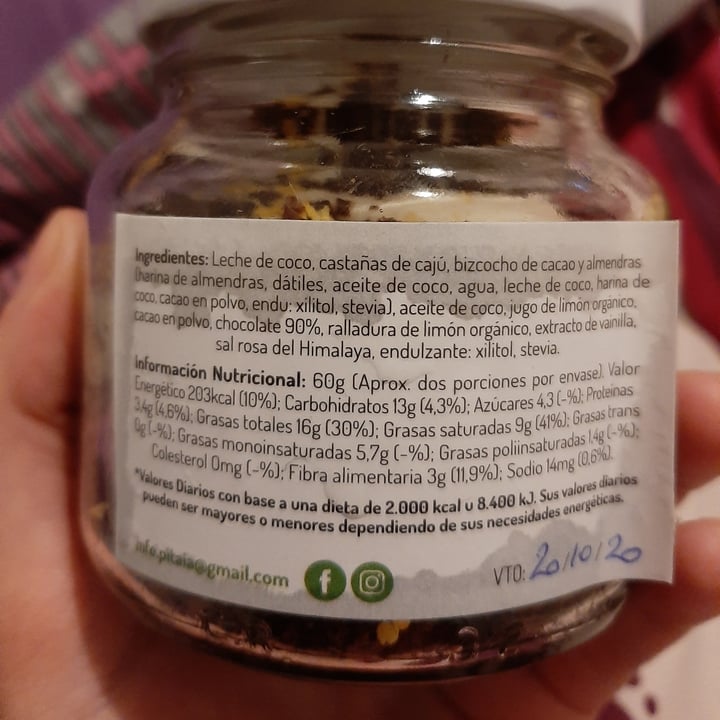 Ingredientes: Leche de coco, castañas de cajú, bizcocho de cacao y almendras
(harina de almendras, dátiles, aceite de coco, agua, leche de coco, harina de
coco, cacao en polvo, endu: xilitol, stevia), aceite de coco, jugo de limón orgánico,
cacao en polvo, chocolate 90%, ralladura de limón orgánico, extracto de vainilla,
sal rosa del Himalaya, endulzante: xilitol, stevia.
Información Nutricional: 60g (Aprox. dos porciones por envase). Valor
Energético 203kcal (10%); Carbohidratos 13g (4,3%); Azúcares 4,3 (-%); Proteínas
3,4g (4,6%); Grasas totales 16g (30%); Grasas saturadas 9g (41%); Grasas trans
0g (-%); Grasas monoinsaturadas 5,7g (-%); Grasas poliinsaturadas 1,4g (-%);
Colesterol 0mg (-%); Fibra alimentaria 3g (11,9%); Sodio 14mg (0,6%).
*Valores Diarios con base a una dieta de 2.000 kcal u 8.400 kJ. Sus valores diarios
pueden ser mayores o menores dependiendo de sus necesidades energéticas.
info.pitaia@gmail.com
VTO: 20/10/20